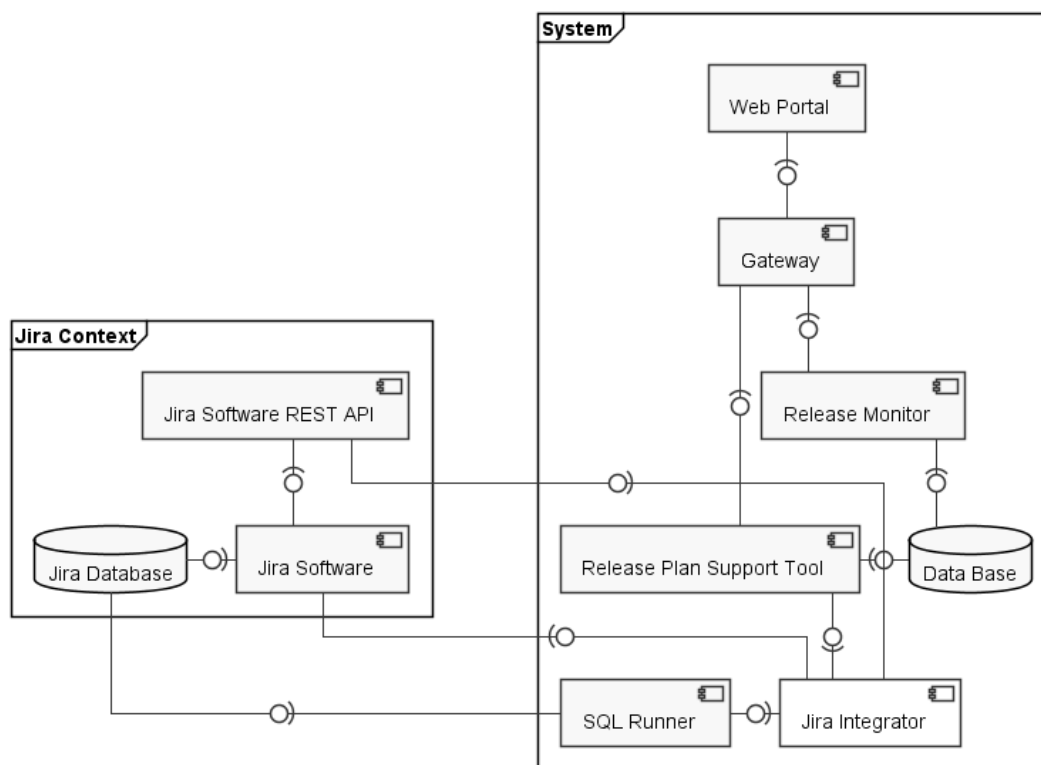 System
Web Portal
Gateway
Jira Context
Jira Software REST API
Release Monitor
Jira Database
Jira Software
Release Plan Support Tool
Data Base
SQL Runner
Jira Integrator